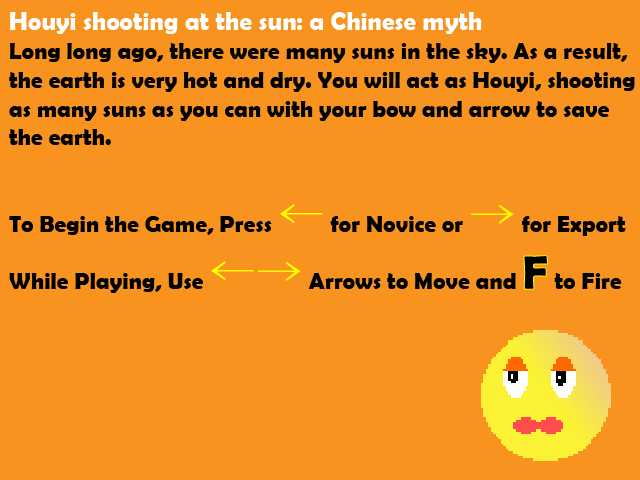 Houyi shooting at the sun: a Chinese myth
Long long ago, there were many suns in the sky. As a result,
the earth is very hot and dry. You will act as Houyi, shooting
as many suns as you can with your bow and arrow to save
the earth.
To Begin the Game, Press ← for Novice or → for Export
While Playing, Use ← → Arrows to Move and F to Fire